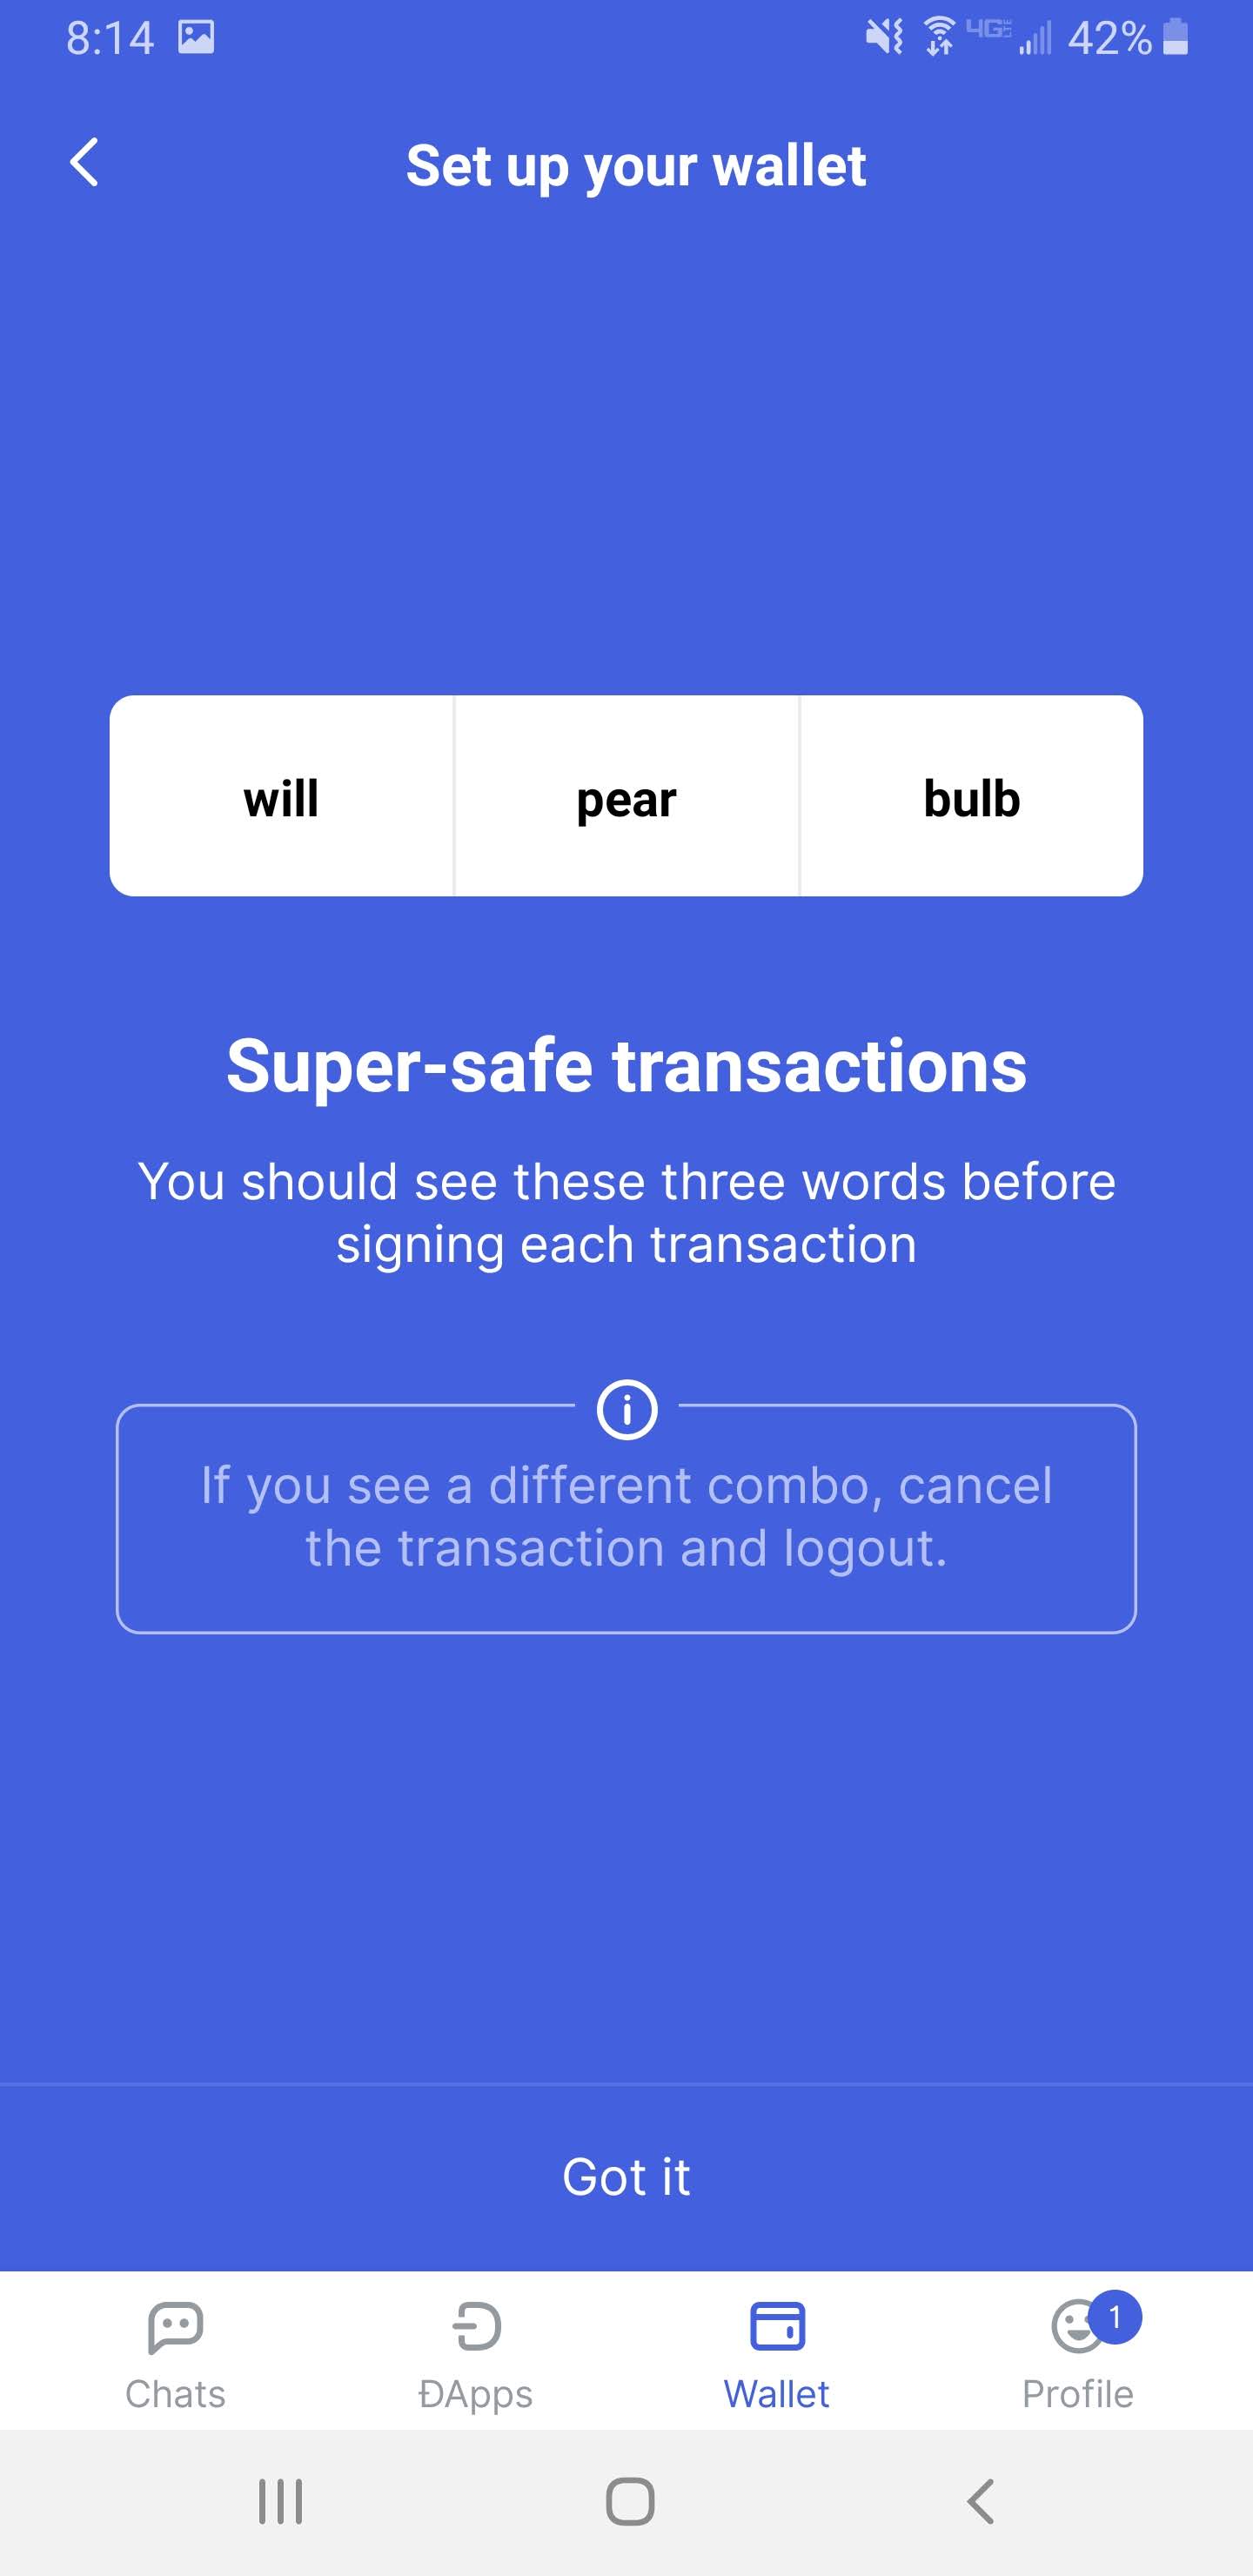 8:14
4G LTE 42%
Set up your wallet
will pear bulb
Super-safe transactions
You should see these three words before
signing each transaction
If you see a different combo, cancel
the transaction and logout.
Got it
1
Chats ĐApps Wallet Profile